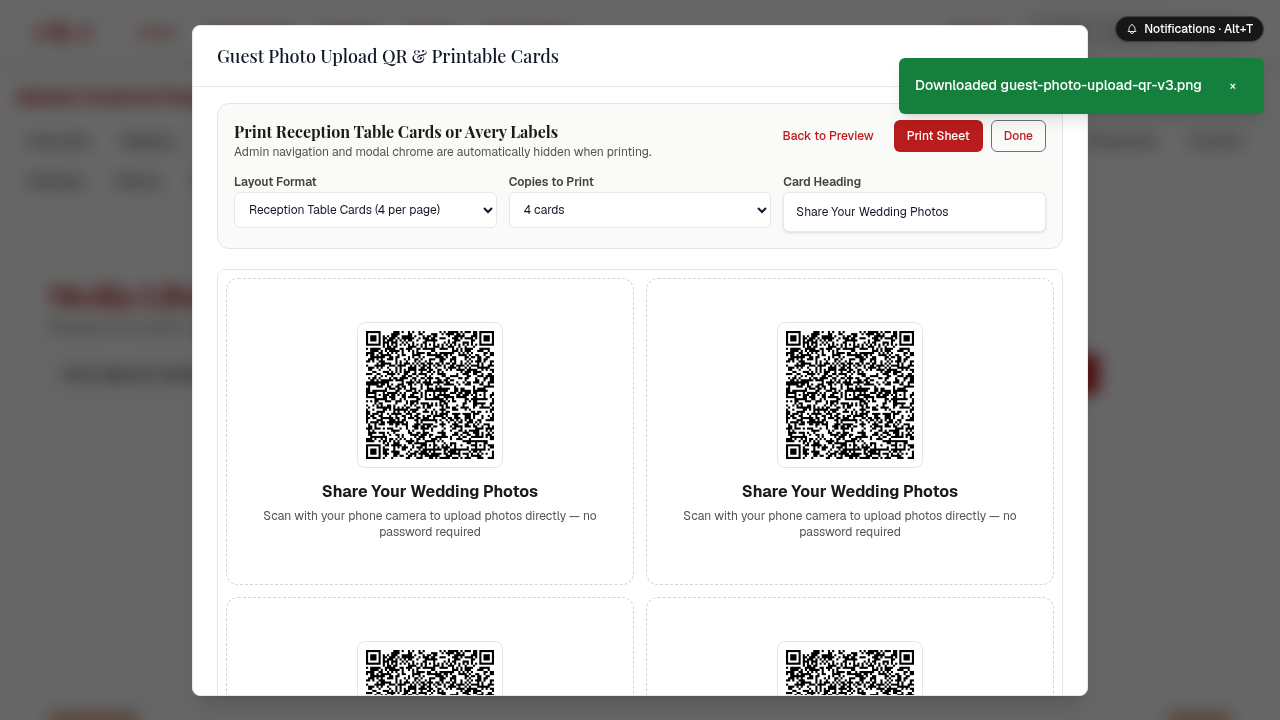 Notifications · Alt+T
Guest Photo Upload QR & Printable Cards
Downloaded guest-photo-upload-qr-v3.png ×
Print Reception Table Cards or Avery Labels
Admin navigation and modal chrome are automatically hidden when printing.
Back to Preview
Print Sheet
Done
Layout Format
Copies to Print
Card Heading
Reception Table Cards (4 per page)
4 cards
Share Your Wedding Photos
Share Your Wedding Photos
Scan with your phone camera to upload photos directly — no
password required
Share Your Wedding Photos
Scan with your phone camera to upload photos directly — no
password required